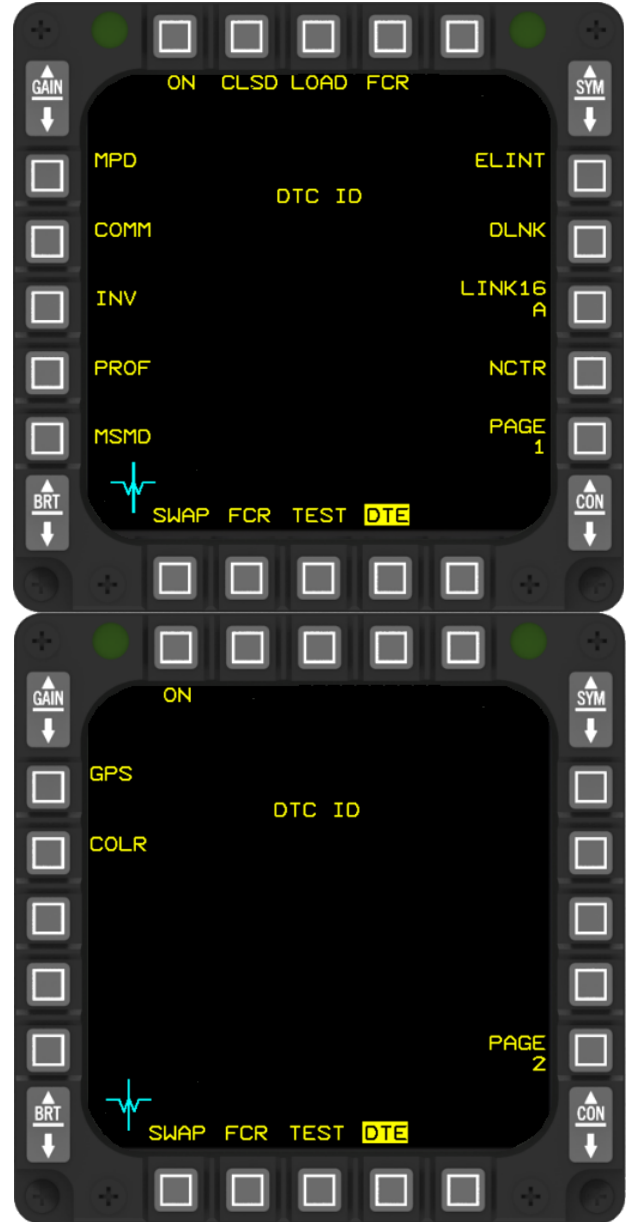 ON CLSD LOAD FCR
GAIN SYM
MPD ELINT
DTC ID
COMM DLNK
INV LINK16
A
PROF NCTR
MSMD PAGE
1
BRT CON
SWAP FCR TEST DTE
ON
GAIN SYM
GPS
DTC ID
COLR
PAGE
2
BRT CON
SWAP FCR TEST DTE